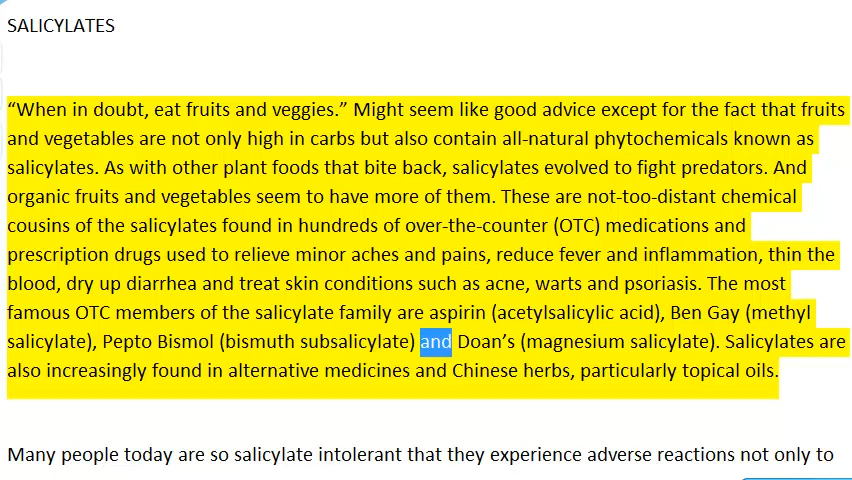 SALICYLATES
“When in doubt, eat fruits and veggies.” Might seem like good advice except for the fact that fruits
and vegetables are not only high in carbs but also contain all-natural phytochemicals known as
salicylates. As with other plant foods that bite back, salicylates evolved to fight predators. And
organic fruits and vegetables seem to have more of them. These are not-too-distant chemical
cousins of the salicylates found in hundreds of over-the-counter (OTC) medications and
prescription drugs used to relieve minor aches and pains, reduce fever and inflammation, thin the
blood, dry up diarrhea and treat skin conditions such as acne, warts and psoriasis. The most
famous OTC members of the salicylate family are aspirin (acetylsalicylic acid), Ben Gay (methyl
salicylate), Pepto Bismol (bismuth subsalicylate) and Doan’s (magnesium salicylate). Salicylates are
also increasingly found in alternative medicines and Chinese herbs, particularly topical oils.
Many people today are so salicylate intolerant that they experience adverse reactions not only to